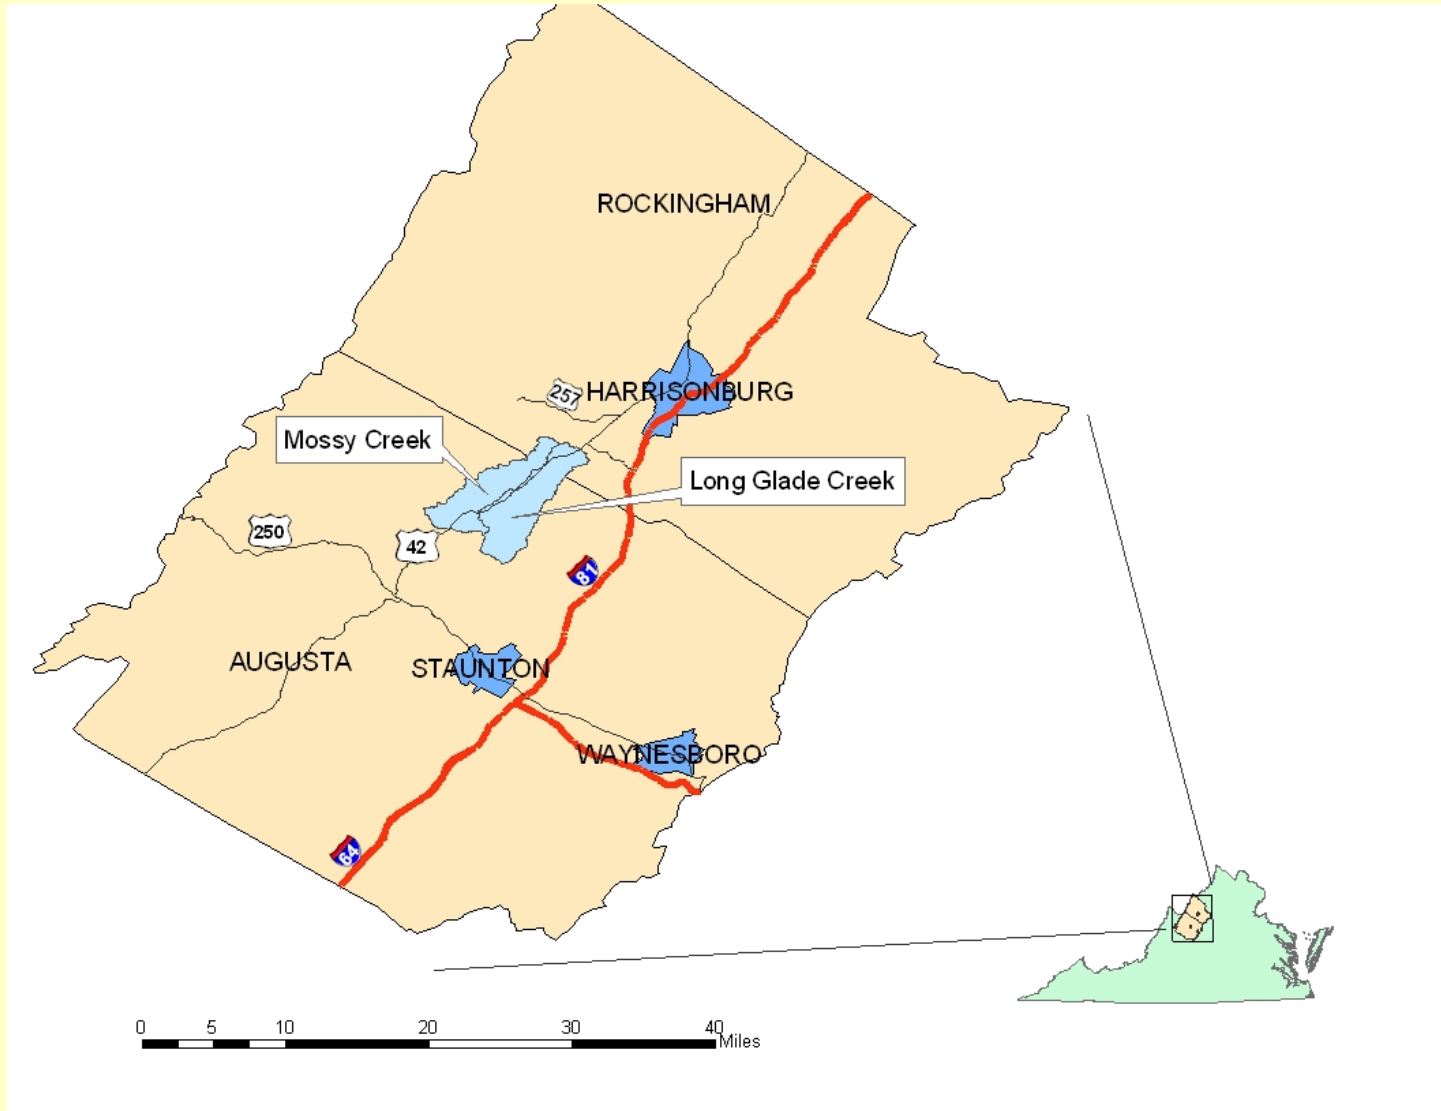 ROCKINGHAM
257
HARRISONBURG
Mossy Creek
Long Glade Creek
250
42
81
AUGUSTA
STAUNTON
WAYNESBORO
64
0 5 10 20 30 40
Miles